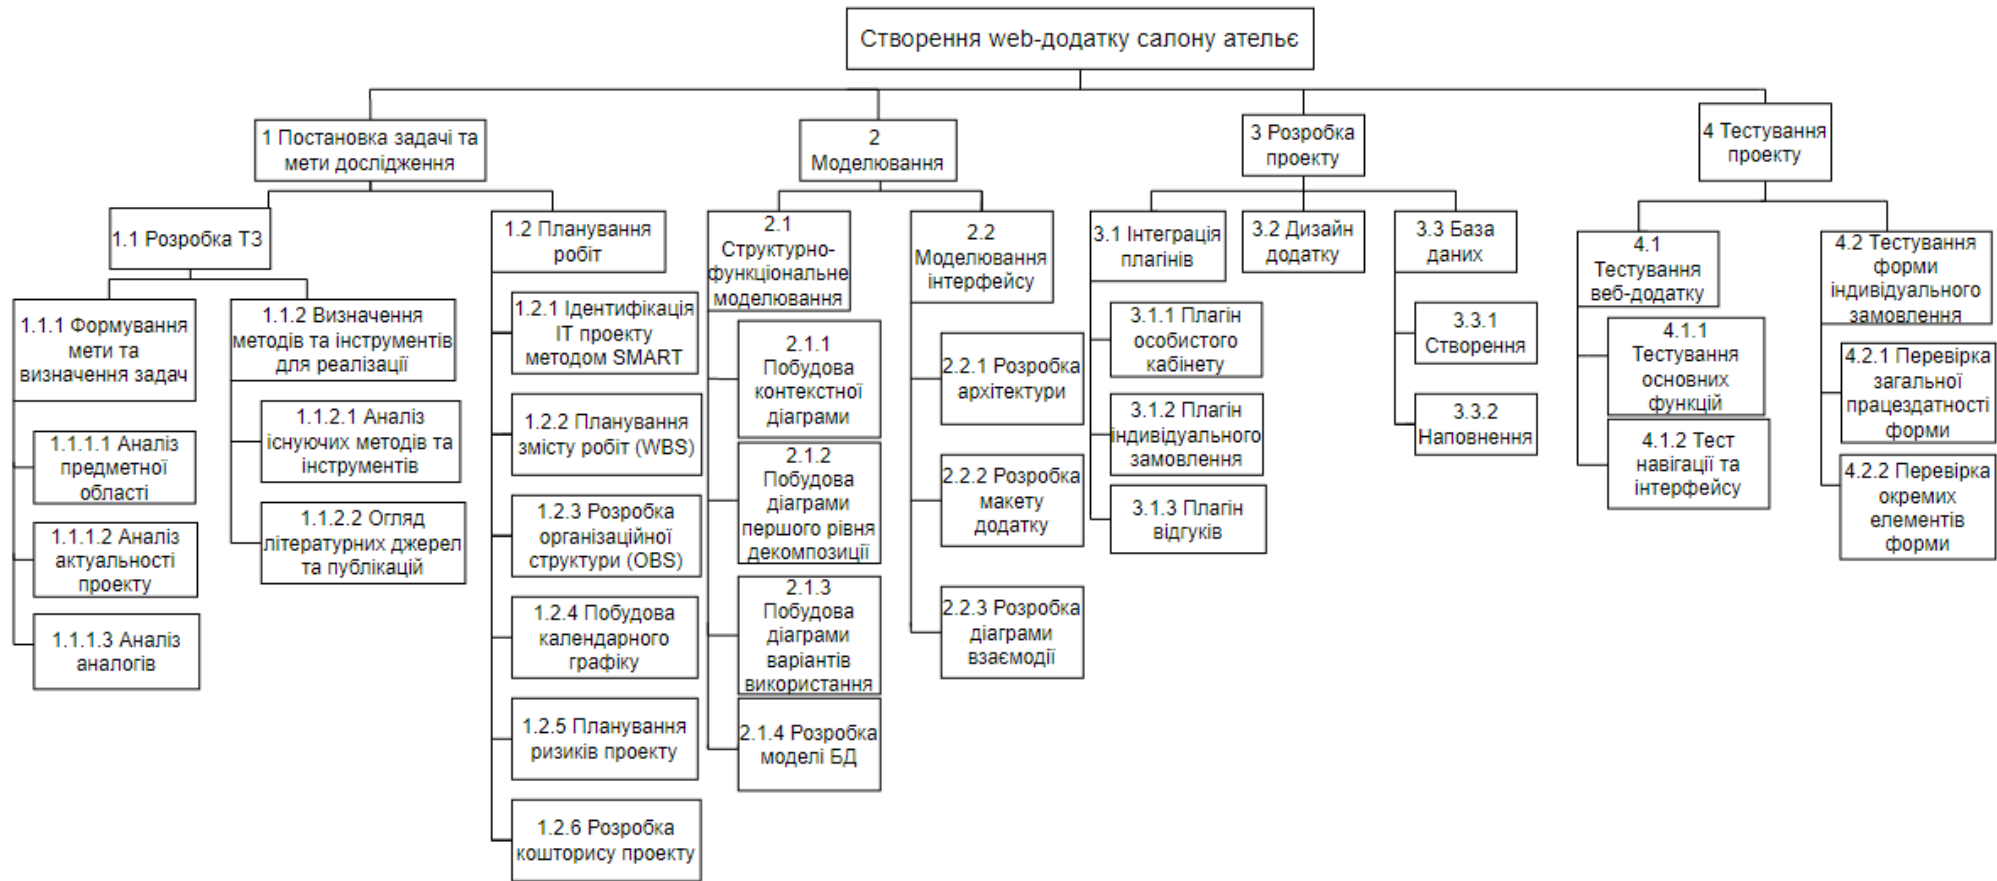 Створення web-додатку салону ательє
1 Постановка задачі та
мети дослідження
2
Моделювання
3 Розробка
проекту
4 Тестування
проекту
1.1 Розробка ТЗ
1.2 Планування
робіт
2.1
Структурно-
функціональне
моделювання
2.2
Моделювання
інтерфейсу
3.1 Інтеграція
плагінів
3.2 Дизайн
додатку
3.3 База
даних
4.1
Тестування
веб-додатку
4.2 Тестування
форми
індивідуального
замовлення
1.1.1 Формування
мети та
визначення задач
1.1.2 Визначення
методів та інструментів
для реалізації
1.1.1.1 Аналіз
предметної
області
1.1.1.2 Аналіз
актуальності
проекту
1.1.1.3 Аналіз
аналогів
1.1.2.1 Аналіз
існуючих методів та
інструментів
1.1.2.2 Огляд
літературних джерел
та публікацій
1.2.1 Ідентифікація
ІТ проекту
методом SMART
1.2.2 Планування
змісту робіт (WBS)
1.2.3 Розробка
організаційної
структури (OBS)
1.2.4 Побудова
календарного
графіку
1.2.5 Планування
ризиків проекту
1.2.6 Розробка
кошторису проекту
2.1.1
Побудова
контекстної
діаграми
2.1.2
Побудова
діаграми
першого рівня
декомпозиції
2.1.3
Побудова
діаграми
варіантів
використання
2.1.4 Розробка
моделі БД
2.2.1 Розробка
архітектури
2.2.2 Розробка
макету
додатку
2.2.3 Розробка
діаграми
взаємодії
3.1.1 Плагін
особистого
кабінету
3.1.2 Плагін
індивідуального
замовлення
3.1.3 Плагін
відгуків
3.3.1
Створення
3.3.2
Наповнення
4.1.1
Тестування
основних
функцій
4.1.2 Тест
навігації та
інтерфейсу
4.2.1 Перевірка
загальної
працездатності
форми
4.2.2 Перевірка
окремих
елементів
форми